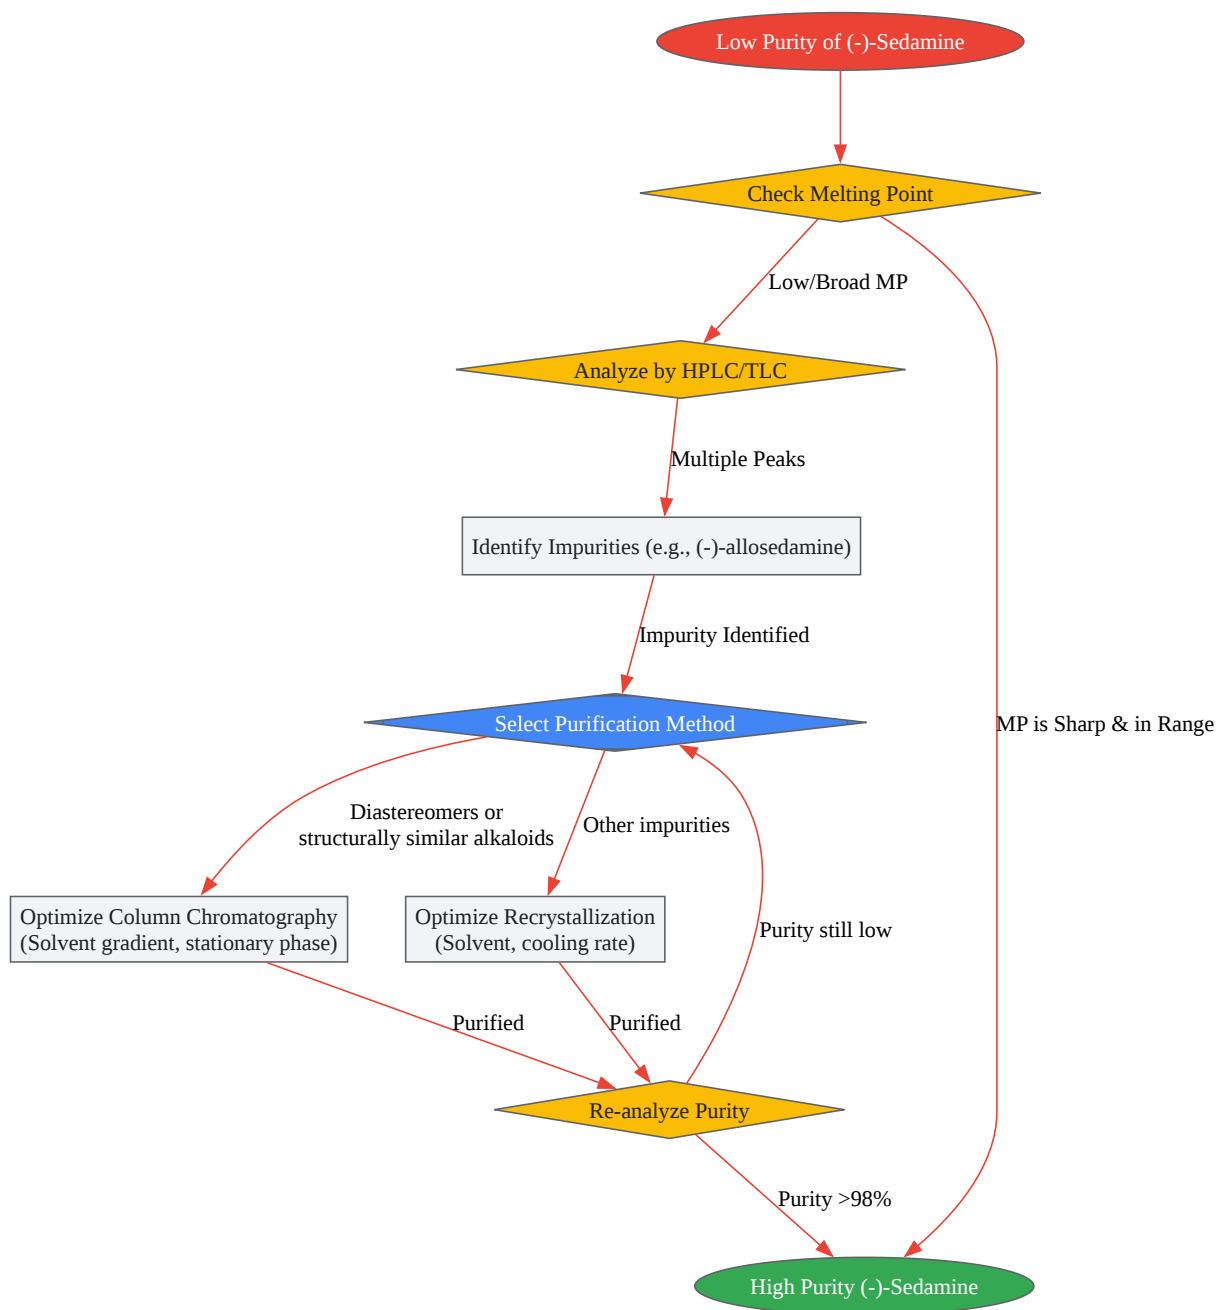 Low Purity of (-)-Sedamine
Check Melting Point
Low/Broad MP
Analyze by HPLC/TLC
Multiple Peaks
Identify Impurities (e.g., (-)-allosedamine)
Impurity Identified
Select Purification Method
MP is Sharp & in Range
Diastereomers or
structurally similar alkaloids
Other impurities
Optimize Column Chromatography
(Solvent gradient, stationary phase)
Optimize Recrystallization
(Solvent, cooling rate)
Purity still low
Purified
Purified
Re-analyze Purity
Purity >98%
High Purity (-)-Sedamine